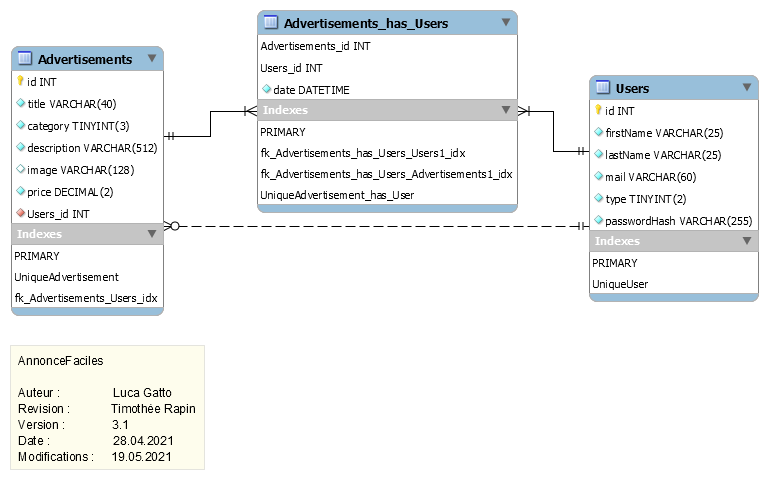 Advertisements
id INT
title VARCHAR(40)
category TINYINT(3)
description VARCHAR(512)
image VARCHAR(128)
price DECIMAL(2)
Users_id INT
Indexes
PRIMARY
UniqueAdvertisement
fk_Advertisements_Users_idx
Advertisements_has_Users
Advertisements_id INT
Users_id INT
date DATETIME
Indexes
PRIMARY
fk_Advertisements_has_Users_Users1_idx
fk_Advertisements_has_Users_Advertisements1_idx
UniqueAdvertisement_has_User
Users
id INT
firstName VARCHAR(25)
lastName VARCHAR(25)
mail VARCHAR(60)
type TINYINT(2)
passwordHash VARCHAR(255)
Indexes
PRIMARY
UniqueUser
AnnonceFaciles
Auteur : Luca Gatto
Revision : Timothée Rapin
Version : 3.1
Date : 28.04.2021
Modifications : 19.05.2021